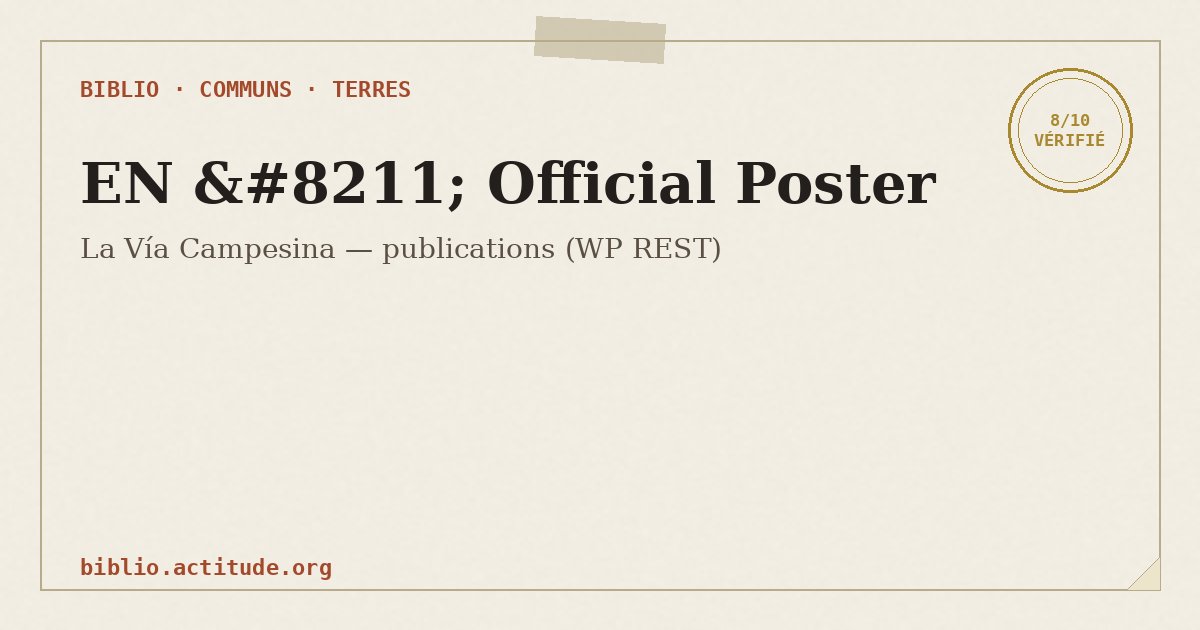 BIBLIO · COMMUNS · TERRES
8/10
VÉRIFIÉ
EN &#8211; Official Poster
La Vía Campesina — publications (WP REST)
biblio.actitude.org